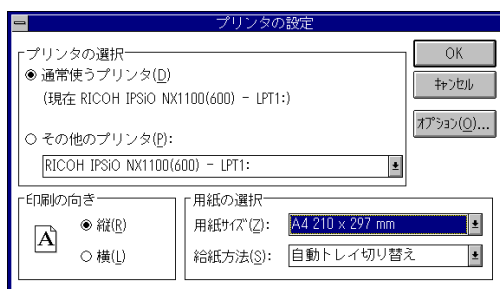 プリンタの設定
プリンタの選択
通常使うプリンタ(D)
(現在 RICOH IPSiO NX1100(600) - LPT1:)
その他のプリンタ(P):
RICOH IPSiO NX1100(600) - LPT1:
OK
ｷｬﾝｾﾙ
ｵﾌﾟｼｮﾝ(O)...
印刷の向き
A
縦(R)
横(L)
用紙の選択
用紙ｻｲｽﾞ(Z): A4 210 x 297 mm
給紙方法(S): 自動トレイ切り替え